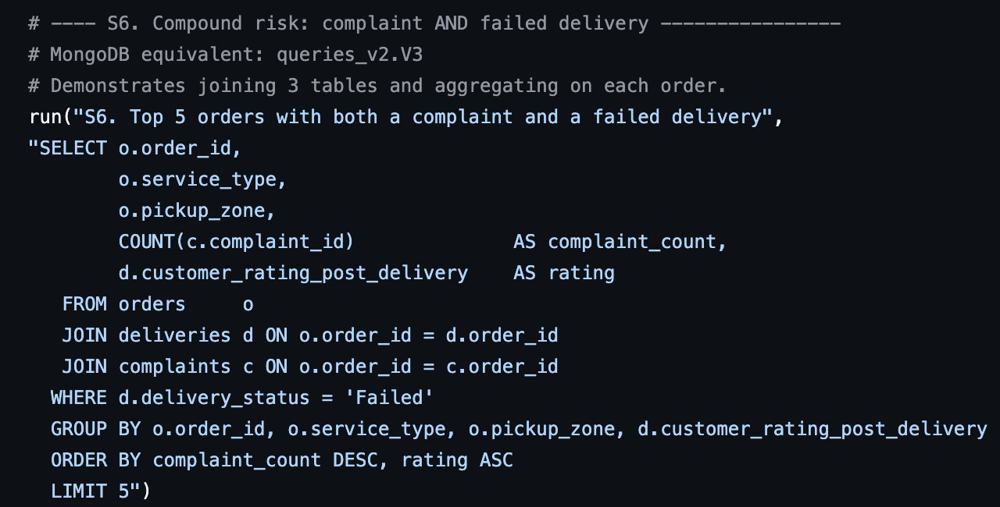 # ---- S6. Compound risk: complaint AND failed delivery ----------------
# MongoDB equivalent: queries_v2.V3
# Demonstrates joining 3 tables and aggregating on each order.
run("S6. Top 5 orders with both a complaint and a failed delivery",
"SELECT o.order_id,
        o.service_type,
        o.pickup_zone,
        COUNT(c.complaint_id)              AS complaint_count,
        d.customer_rating_post_delivery    AS rating
   FROM orders     o
   JOIN deliveries d ON o.order_id = d.order_id
   JOIN complaints c ON o.order_id = c.order_id
  WHERE d.delivery_status = 'Failed'
  GROUP BY o.order_id, o.service_type, o.pickup_zone, d.customer_rating_post_delivery
  ORDER BY complaint_count DESC, rating ASC
  LIMIT 5")